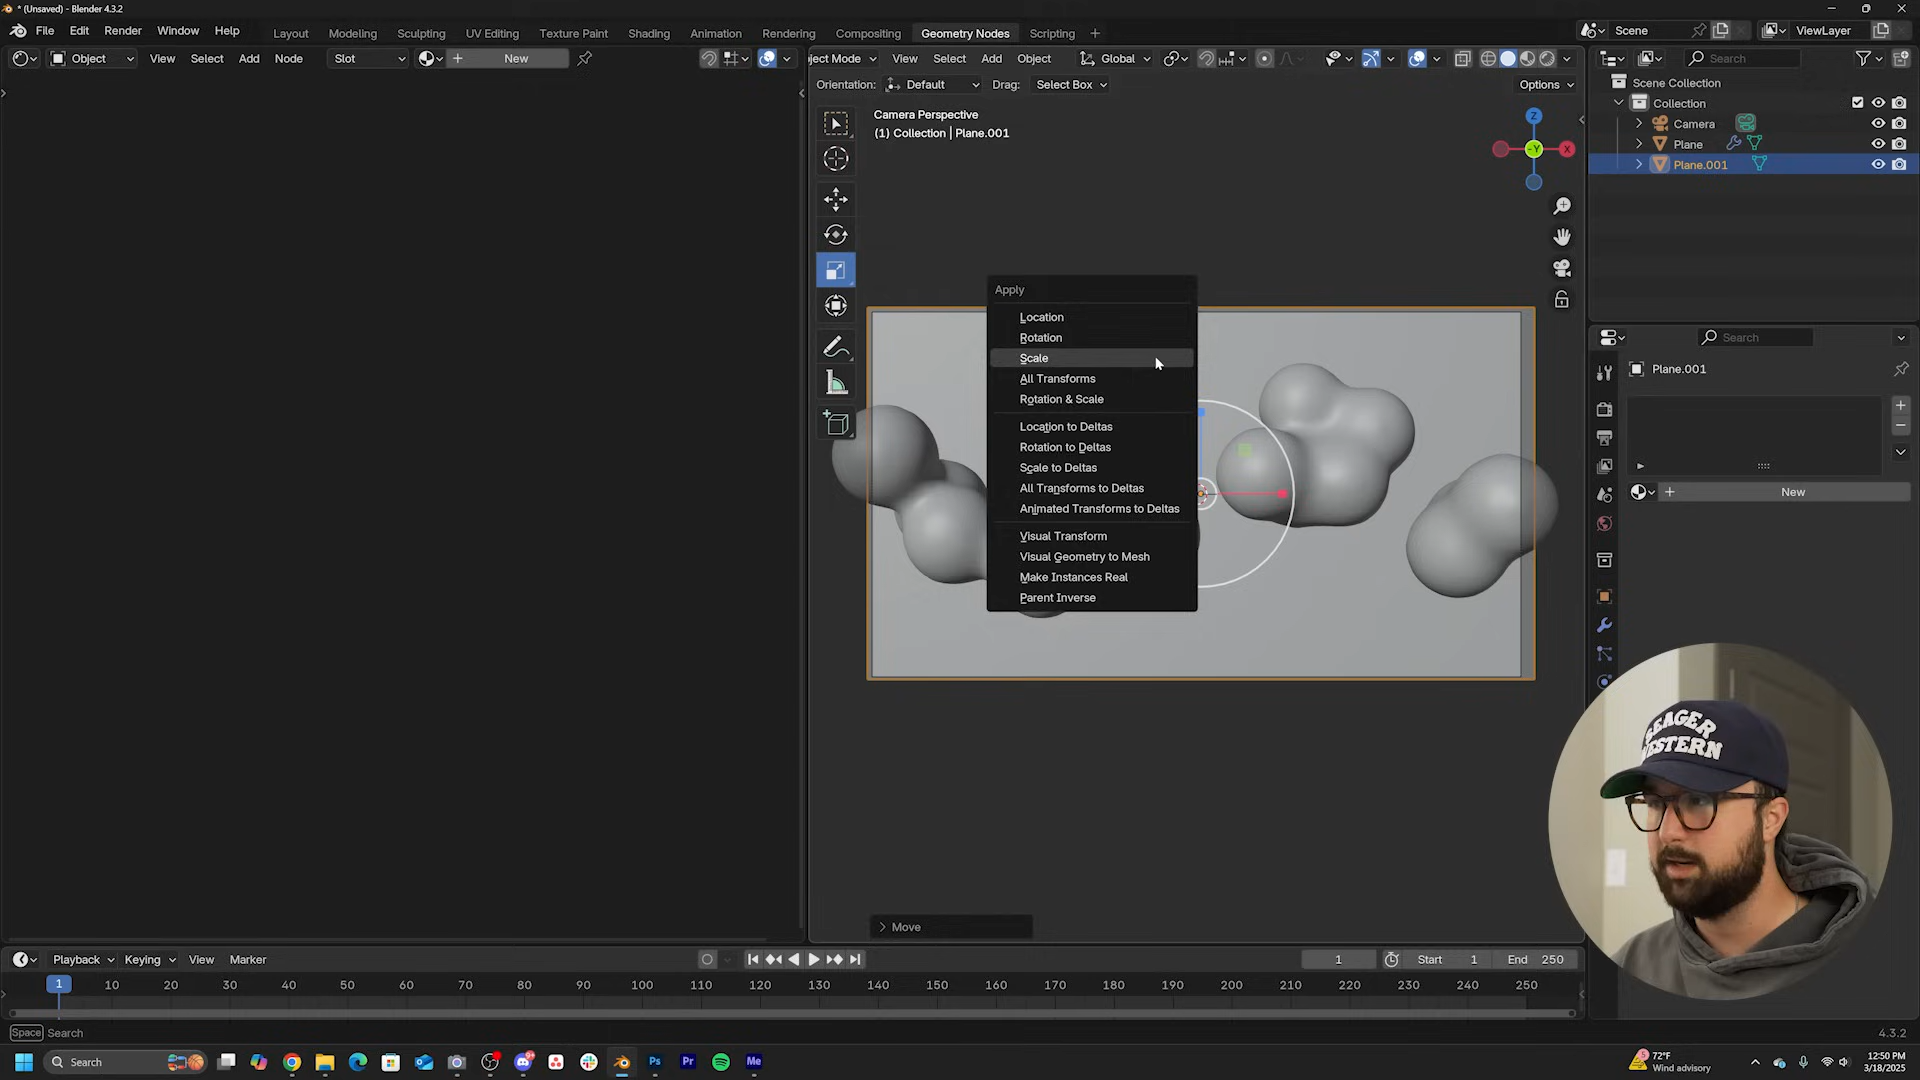 * (Unsaved) - Blender 4.3.2
File Edit Render Window Help
Layout Modeling Sculpting UV Editing Texture Paint Shading Animation Rendering Compositing Geometry Nodes Scripting +
Scene
ViewLayer
Object View Select Add Node Slot New
ject Mode View Select Add Object Global
Search
Orientation: Default Drag: Select Box Options
Scene Collection
Collection
Camera
Plane
Plane.001
Camera Perspective
(1) Collection | Plane.001
Z
-Y
X
Apply
Location
Rotation
Scale
All Transforms
Rotation & Scale
Location to Deltas
Rotation to Deltas
Scale to Deltas
All Transforms to Deltas
Animated Transforms to Deltas
Visual Transform
Visual Geometry to Mesh
Make Instances Real
Parent Inverse
Search
Plane.001
New
EAGER
WESTERN
Move
Playback Keying View Marker
1 Start 1 End 250
1 10 20 30 40 50 60 70 80 90 100 110 120 130 140 150 160 170 180 190 200 210 220 230 240 250
Space Search
4.3.2
Search
Ps Pr Me
72°F
Wind advisory
12:50 PM
3/18/2025